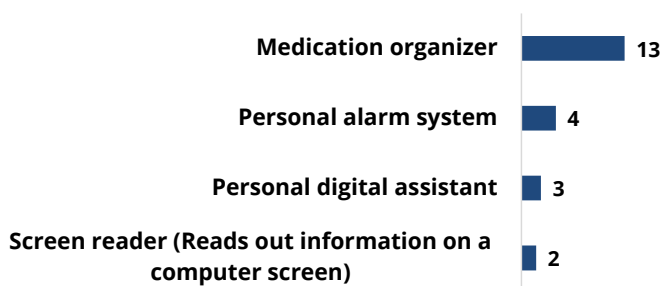 Medication organizer 13
Personal alarm system 4
Personal digital assistant 3
Screen reader (Reads out information on a
computer screen) 2